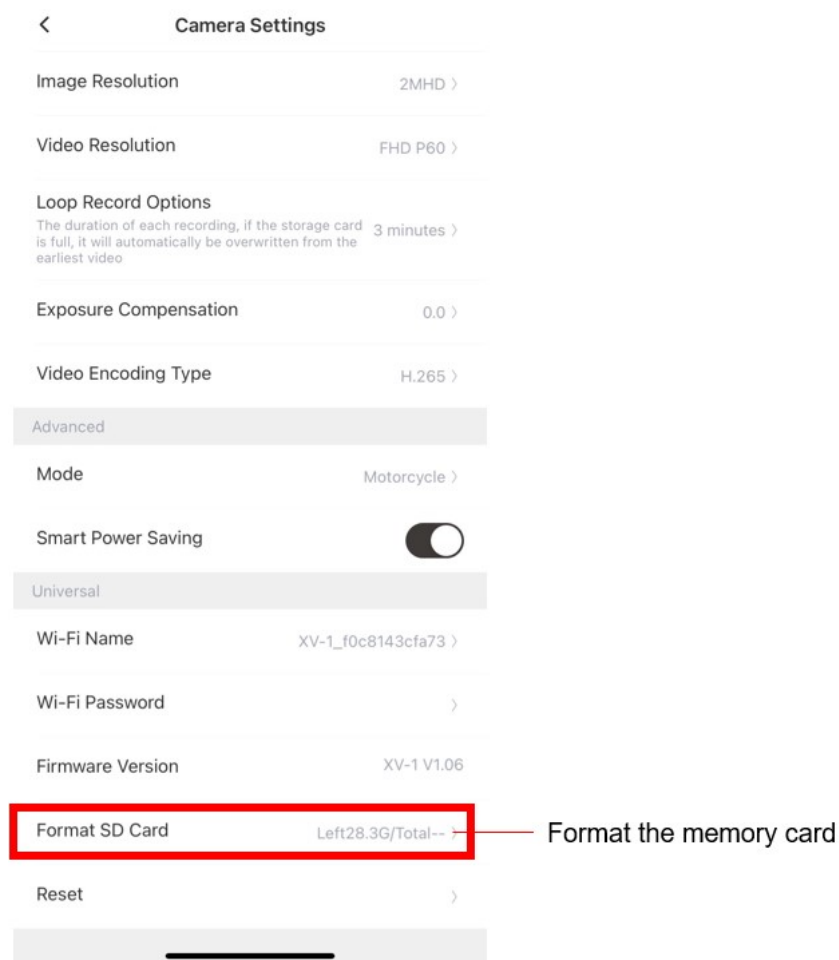 Camera Settings
Image Resolution 2MHD
Video Resolution FHD P60
Loop Record Options
The duration of each recording, if the storage card
is full, it will automatically be overwritten from the
earliest video
3 minutes
Exposure Compensation 0.0
Video Encoding Type H.265
Advanced
Mode Motorcycle
Smart Power Saving
Universal
Wi-Fi Name XV-1_f0c8143cfa73
Wi-Fi Password
Firmware Version XV-1 V1.06
Format SD Card Left28.3G/Total--
Format the memory card
Reset